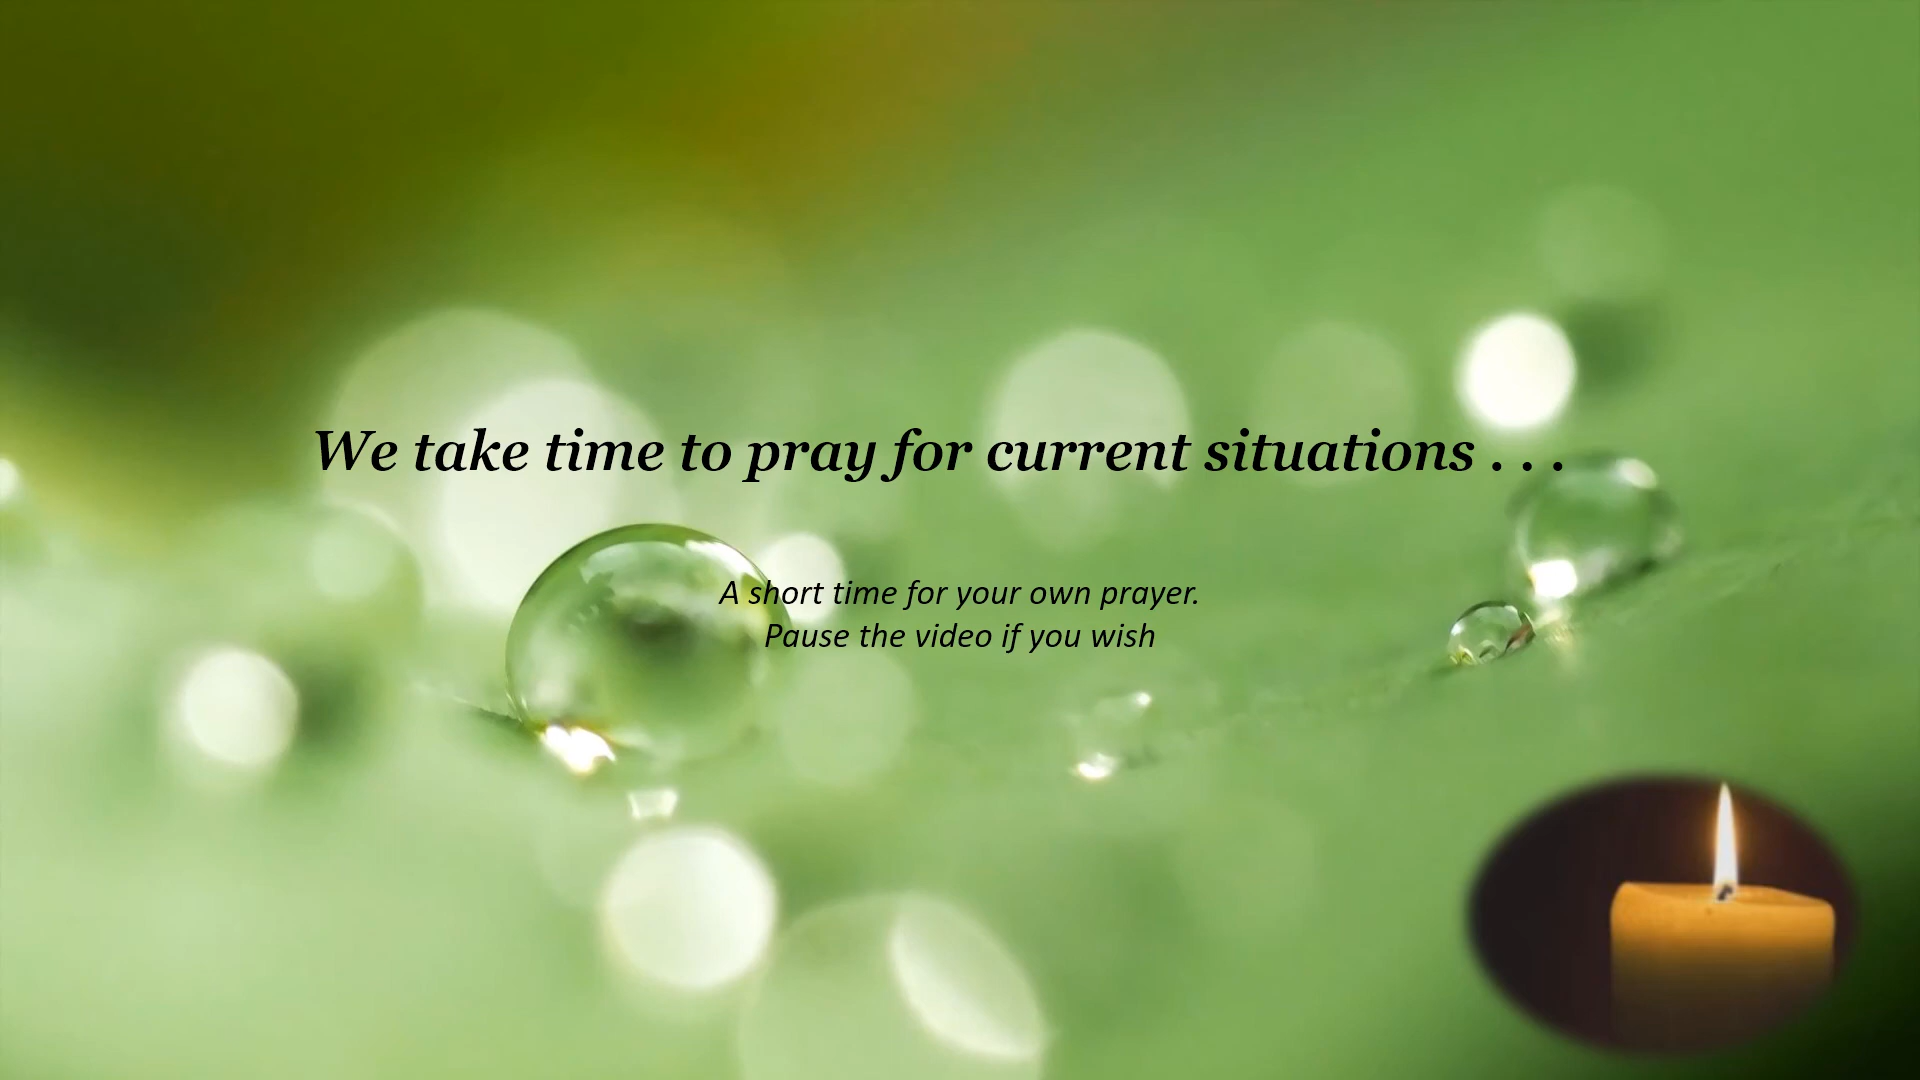 We take time to pray for current situations . . .
A short time for your own prayer.
Pause the video if you wish